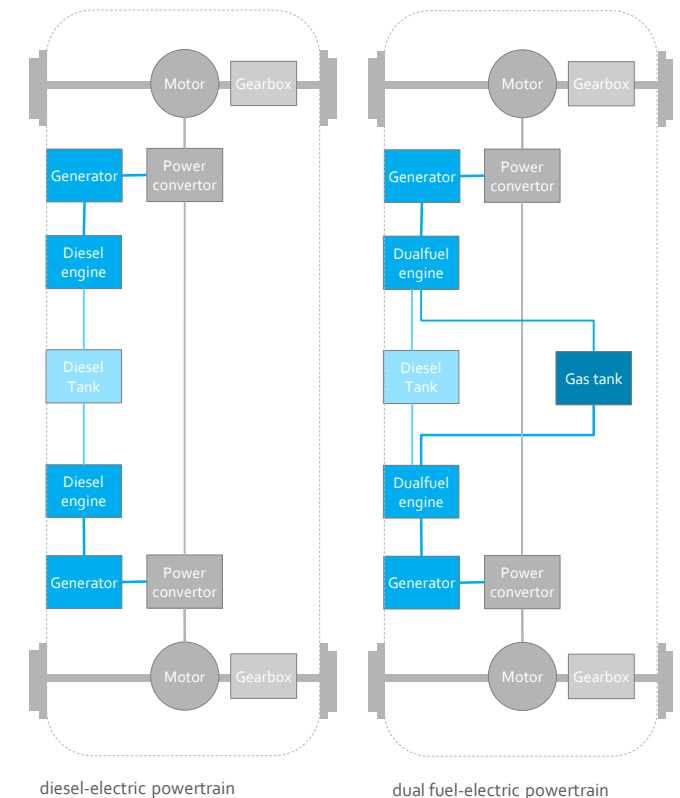 Motor
Gearbox
Generator
Power
convertor
Diesel
engine
Diesel
Tank
Diesel
engine
Generator
Power
convertor
Motor
Gearbox
diesel-electric powertrain
Motor
Gearbox
Generator
Power
convertor
Dualfuel
engine
Diesel
Tank
Gas tank
Dualfuel
engine
Generator
Power
convertor
Motor
Gearbox
dual fuel-electric powertrain